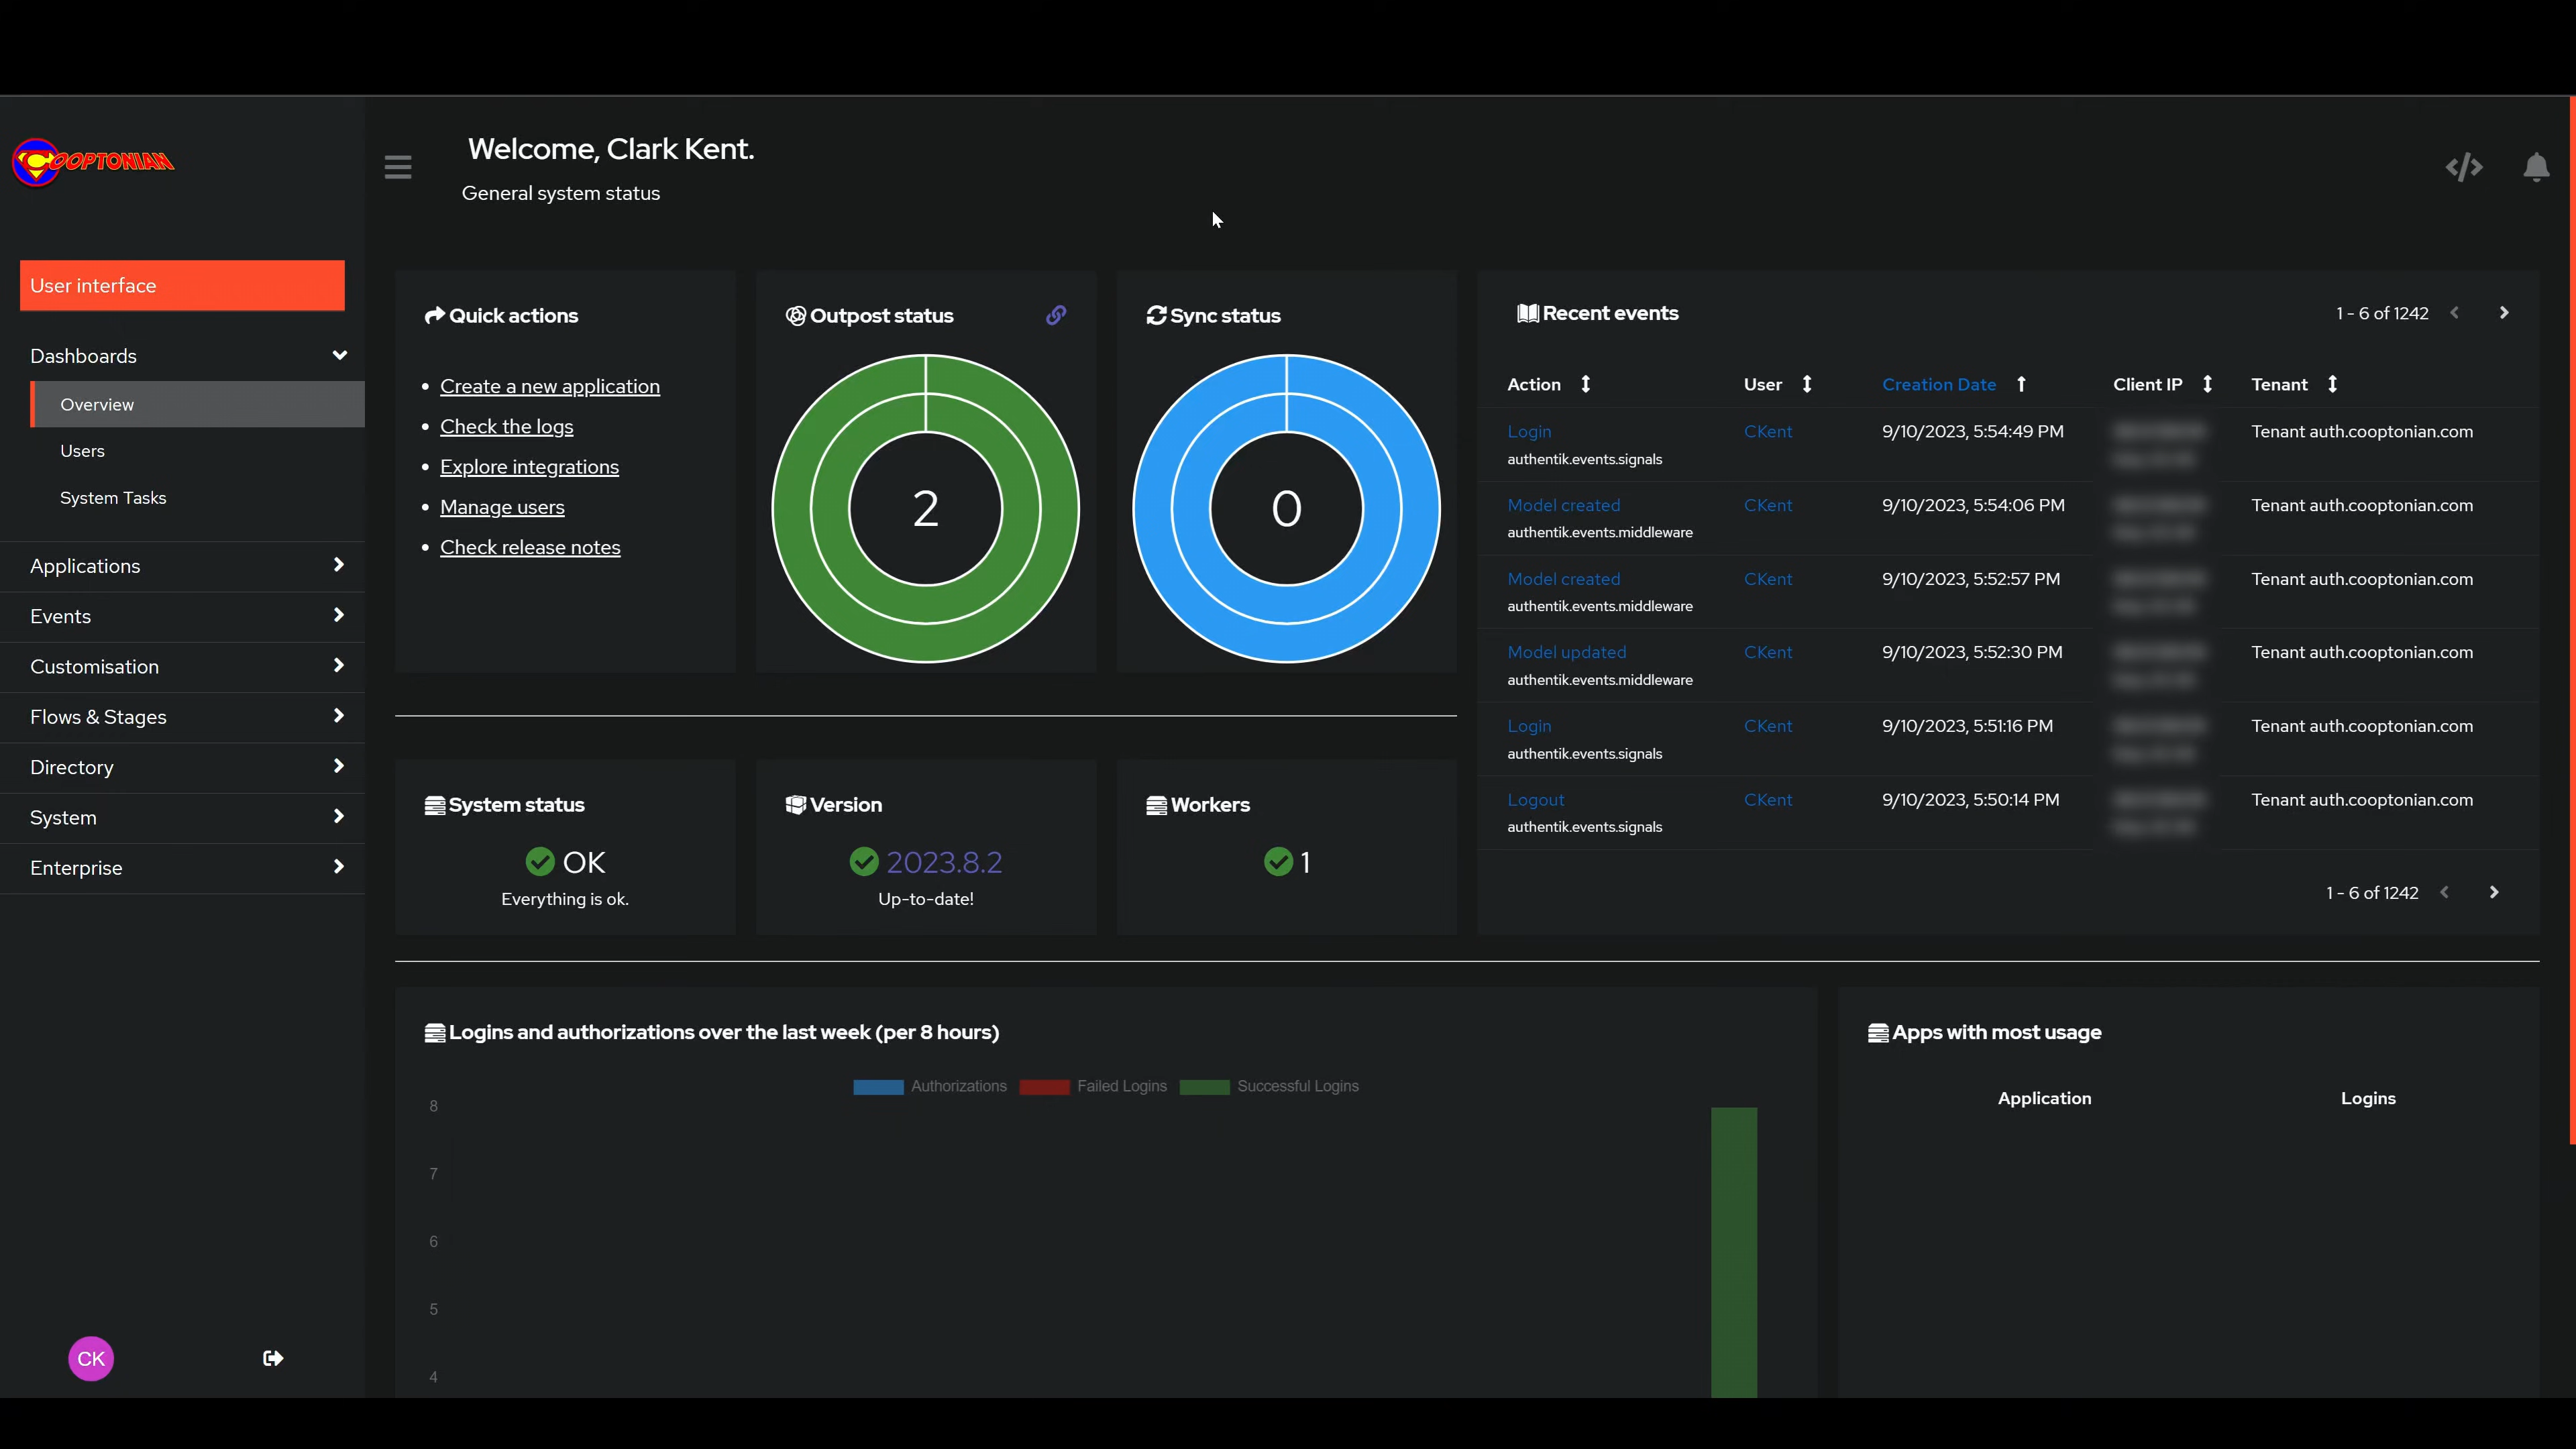 COOPTONIAN
Welcome, Clark Kent.
General system status
User interface
Dashboards
Overview
Users
System Tasks
Applications
Events
Customisation
Flows & Stages
Directory
System
Enterprise
CK
Quick actions
Create a new application
Check the logs
Explore integrations
Manage users
Check release notes
Outpost status
2
Sync status
0
Recent events
1 - 6 of 1242
Action User Creation Date Client IP Tenant
Login CKent 9/10/2023, 5:54:49 PM Tenant auth.cooptonian.com
authentik.events.signals
Model created CKent 9/10/2023, 5:54:06 PM Tenant auth.cooptonian.com
authentik.events.middleware
Model created CKent 9/10/2023, 5:52:57 PM Tenant auth.cooptonian.com
authentik.events.middleware
Model updated CKent 9/10/2023, 5:52:30 PM Tenant auth.cooptonian.com
authentik.events.middleware
Login CKent 9/10/2023, 5:51:16 PM Tenant auth.cooptonian.com
authentik.events.signals
Logout CKent 9/10/2023, 5:50:14 PM Tenant auth.cooptonian.com
authentik.events.signals
1 - 6 of 1242
System status
OK
Everything is ok.
Version
2023.8.2
Up-to-date!
Workers
1
Logins and authorizations over the last week (per 8 hours)
Authorizations Failed Logins Successful Logins
8
7
6
5
4
Apps with most usage
Application Logins